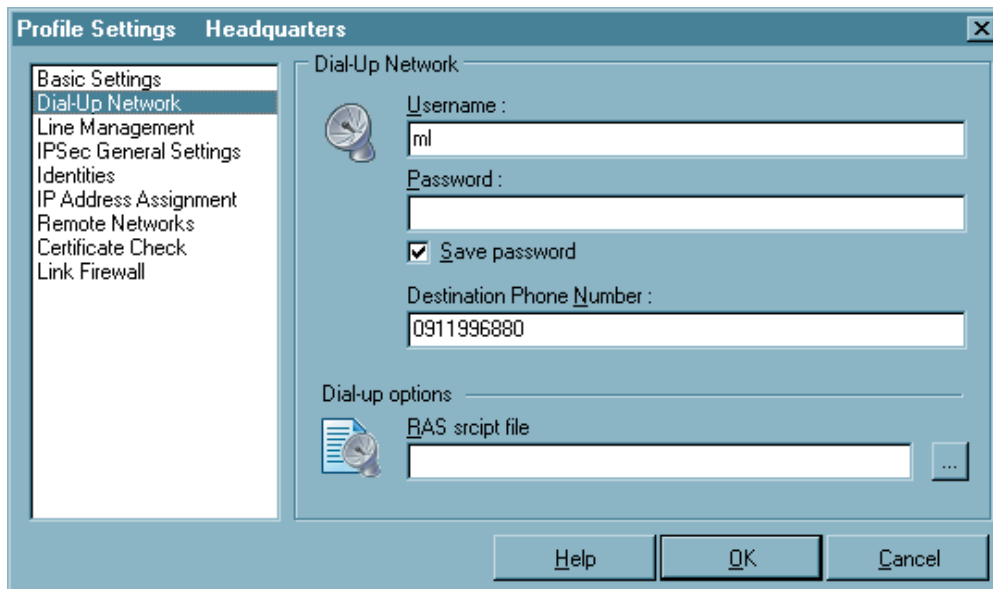 Profile Settings Headquarters
Basic Settings
Dial-Up Network
Line Management
IPSec General Settings
Identities
IP Address Assignment
Remote Networks
Certificate Check
Link Firewall
Dial-Up Network
Username :
ml
Password :
Save password
Destination Phone Number :
0911996880
Dial-up options
RAS srcipt file
...
Help
OK
Cancel